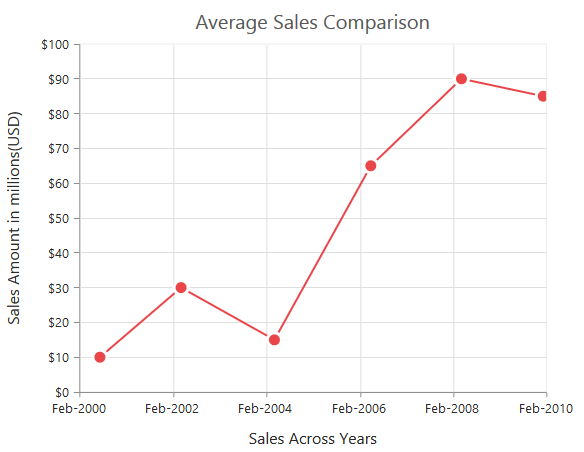 Average Sales Comparison
$100
$90
$80
$70
$60
$50
$40
$30
$20
$10
$0
Sales Amount in millions(USD)
Feb-2000 Feb-2002 Feb-2004 Feb-2006 Feb-2008 Feb-2010
Sales Across Years